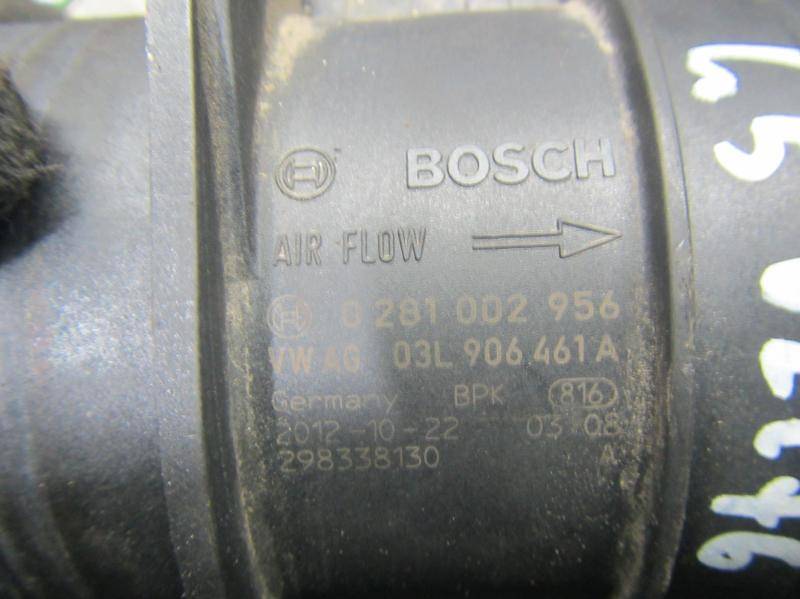 BOSCH
AIR FLOW
0 281 002 956
VW AG 03L 906 461 A
Germany BPK 816
2012-10-22 03 08
298338130 A